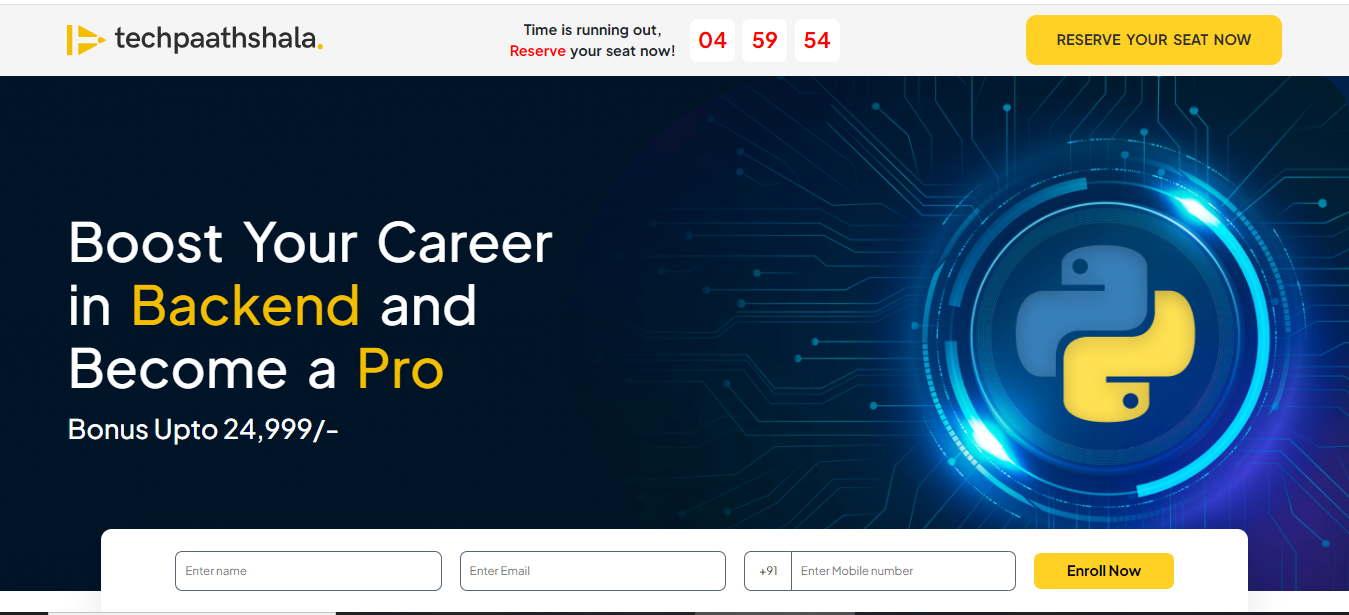 techpaathshala.
Time is running out,
Reserve your seat now!
04 59 54
RESERVE YOUR SEAT NOW
Boost Your Career
in Backend and
Become a Pro
Bonus Upto 24,999/-
Enter name
Enter Email
+91
Enter Mobile number
Enroll Now